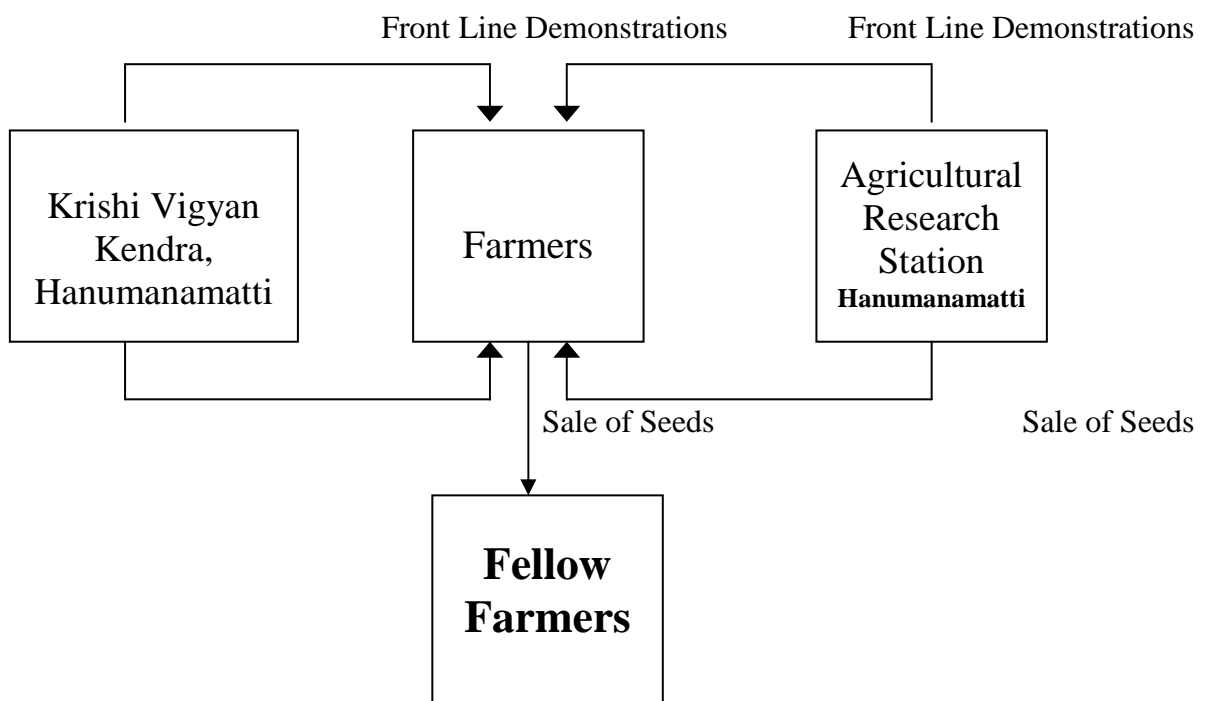 Front Line Demonstrations
Front Line Demonstrations
Krishi Vigyan
Kendra,
Hanumanamatti
Farmers
Agricultural
Research
Station
Hanumanamatti
Sale of Seeds
Sale of Seeds
Fellow
Farmers